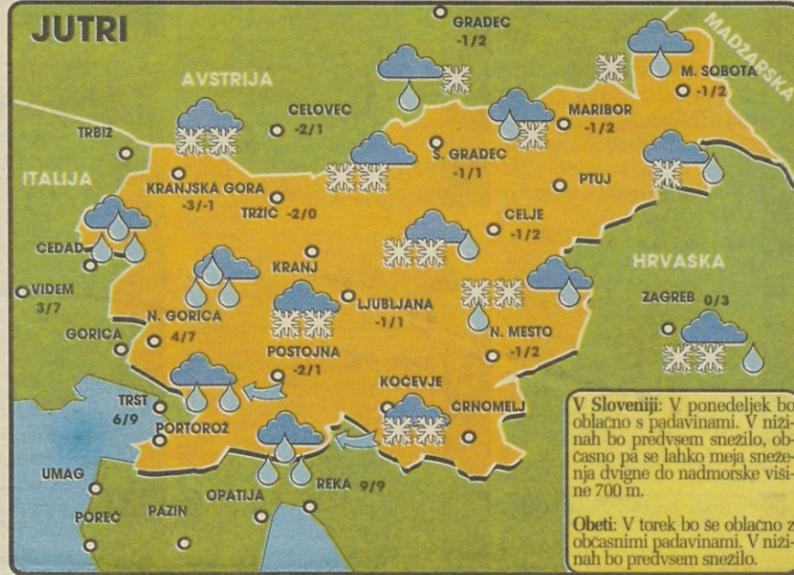 JUTRI
GRADEC
-1/2
MADŽARSKA
AVSTRIJA
M. SOBOTA
-1/2
CELOVEC
-2/1
MARIBOR
-1/2
TRBIŽ
S. GRADEC
-1/1
ITALIJA
KRANJSKA GORA
-3/-1
PTUJ
TRŽIČ -2/0
CELJE
-1/2
ČEDAD
KRANJ
HRVAŠKA
VIDEM
3/7
LJUBLJANA
-1/1
ZAGREB 0/3
N. GORICA
4/7
GORICA
N. MESTO
-1/2
POSTOJNA
-2/1
KOČEVJE
TRST
6/9
ČRNOMELJ
PORTOROŽ
UMAG
REKA 9/9
OPATIJA
PAZIN
POREČ
V Sloveniji: V ponedeljek bo
oblačno s padavinami. V niži-
nah bo predvsem snežilo, ob-
časno pa se lahko meja sneže-
nja dvigne do nadmorske viši-
ne 700 m.
Obeti: V torek bo še oblačno z
občasnimi padavinami. V niži-
nah bo predvsem snežilo.